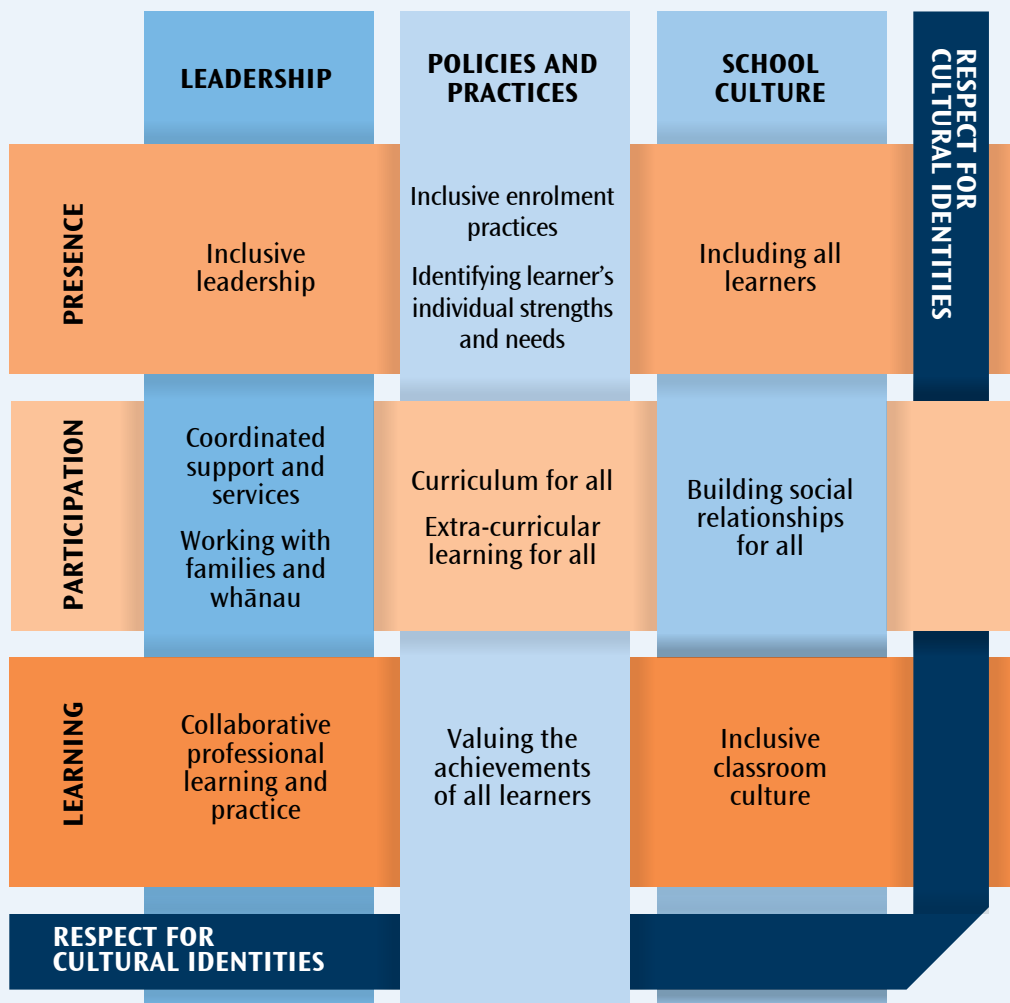 LEADERSHIP
POLICIES AND
PRACTICES
SCHOOL
CULTURE
RESPECT FOR
CULTURAL IDENTITIES
PRESENCE
Inclusive
leadership
Inclusive enrolment
practices
Identifying learner’s
individual strengths
and needs
Including all
learners
PARTICIPATION
Coordinated
support and
services
Working with
families and
whānau
Curriculum for all
Extra-curricular
learning for all
Building social
relationships
for all
LEARNING
Collaborative
professional
learning and
practice
Valuing the
achievements
of all learners
Inclusive
classroom
culture
RESPECT FOR
CULTURAL IDENTITIES